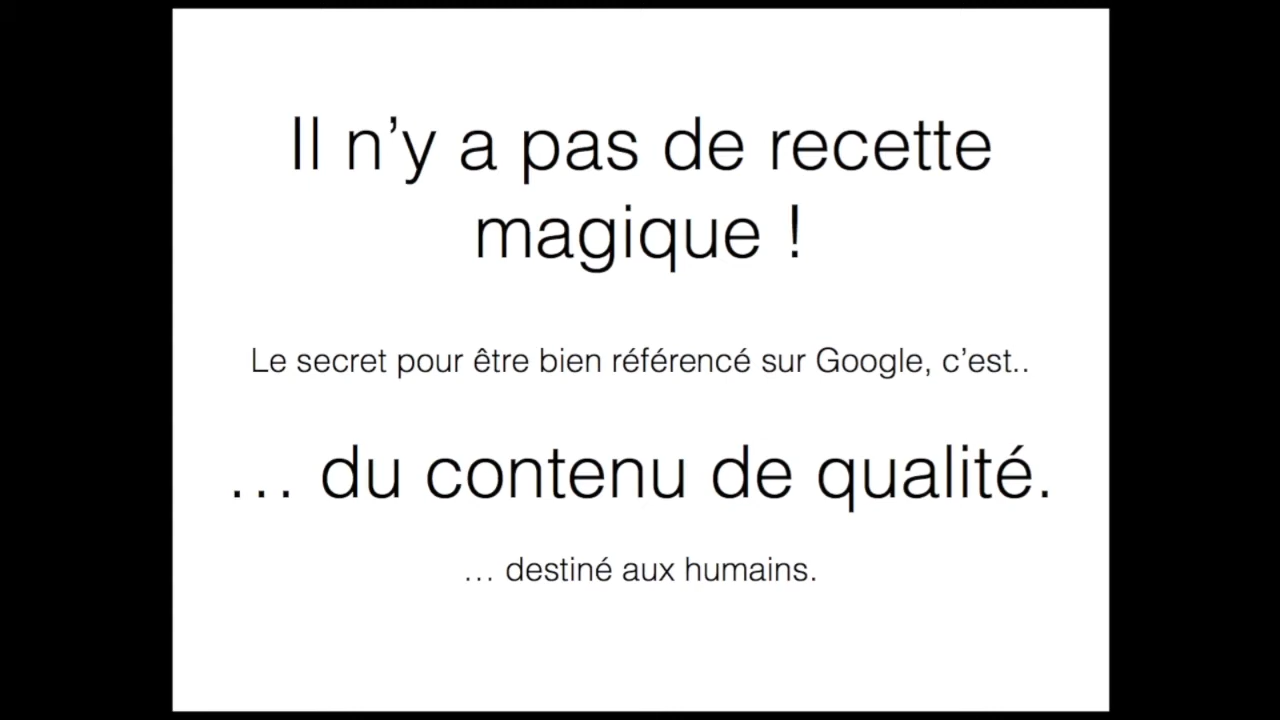 Il n’y a pas de recette
magique !
Le secret pour être bien référencé sur Google, c’est..
… du contenu de qualité.
… destiné aux humains.